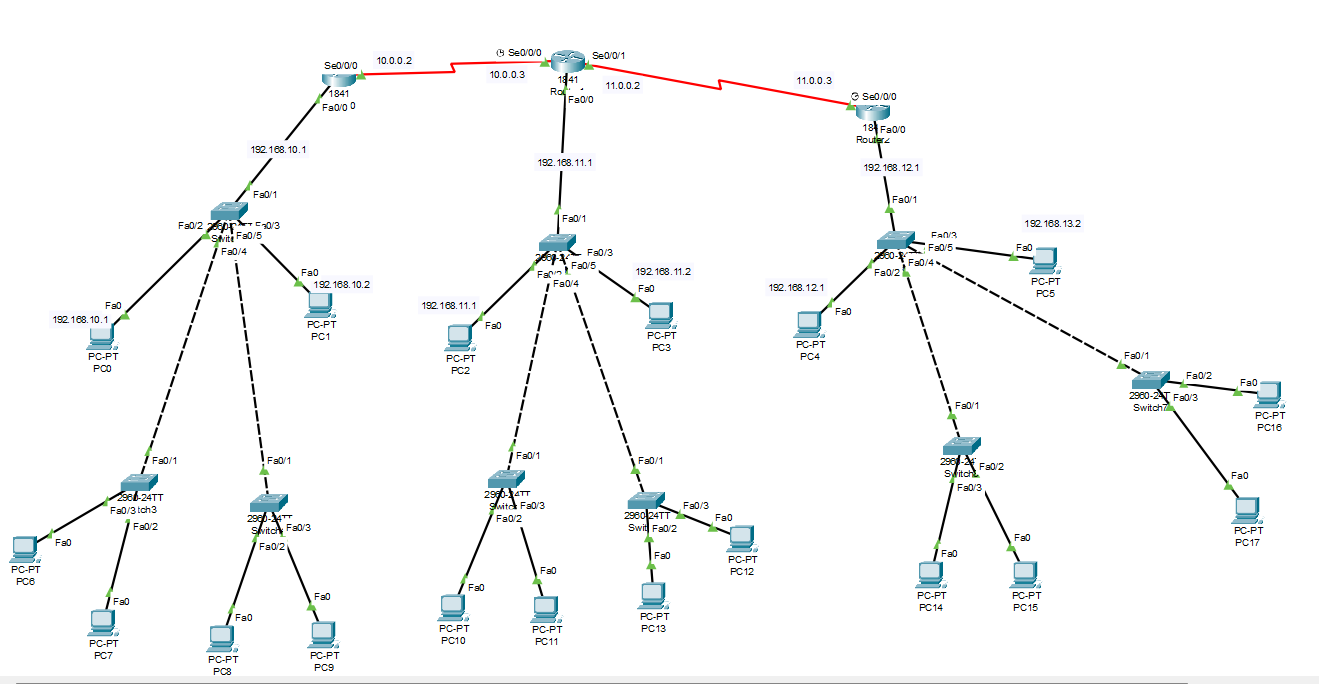 Se0/0/0
10.0.0.2
Se0/0/0
Se0/0/1
10.0.0.3
11.0.0.2
11.0.0.3
Se0/0/0
1841
Fa0/0
1841
Fa0/0
Fa0/0
Router2
192.168.10.1
192.168.11.1
192.168.12.1
Fa0/1
Fa0/1
Fa0/1
Fa0/2
Fa0/3
Fa0/5
Fa0/4
Fa0/3
Fa0/5
Fa0/4
Fa0/3
Fa0/5
Fa0/4
Fa0/2
192.168.13.2
Fa0
PC-PT
PC5
Fa0
192.168.10.2
PC-PT
PC1
Fa0
192.168.10.1
PC-PT
PC0
192.168.11.1
Fa0
PC-PT
PC2
192.168.11.2
Fa0
PC-PT
PC3
192.168.12.1
Fa0
PC-PT
PC4
Fa0/1
Fa0/2
Fa0/3
2960-24T
Switch7
Fa0
PC-PT
PC16
Fa0
PC-PT
PC17
Fa0/1
2960-24TT
Fa0/3
Fa0/2
Fa0
PC-PT
PC6
Fa0
PC-PT
PC7
Fa0/1
Fa0/3
Fa0/2
Fa0
PC-PT
PC8
Fa0
PC-PT
PC9
Fa0/1
Fa0/3
Fa0/2
Fa0
PC-PT
PC10
Fa0
PC-PT
PC11
Fa0/1
2960-24TT
Fa0/3
Fa0/2
Fa0
PC-PT
PC12
Fa0
PC-PT
PC13
Fa0/1
Fa0/2
Fa0/3
Fa0
PC-PT
PC14
Fa0
PC-PT
PC15